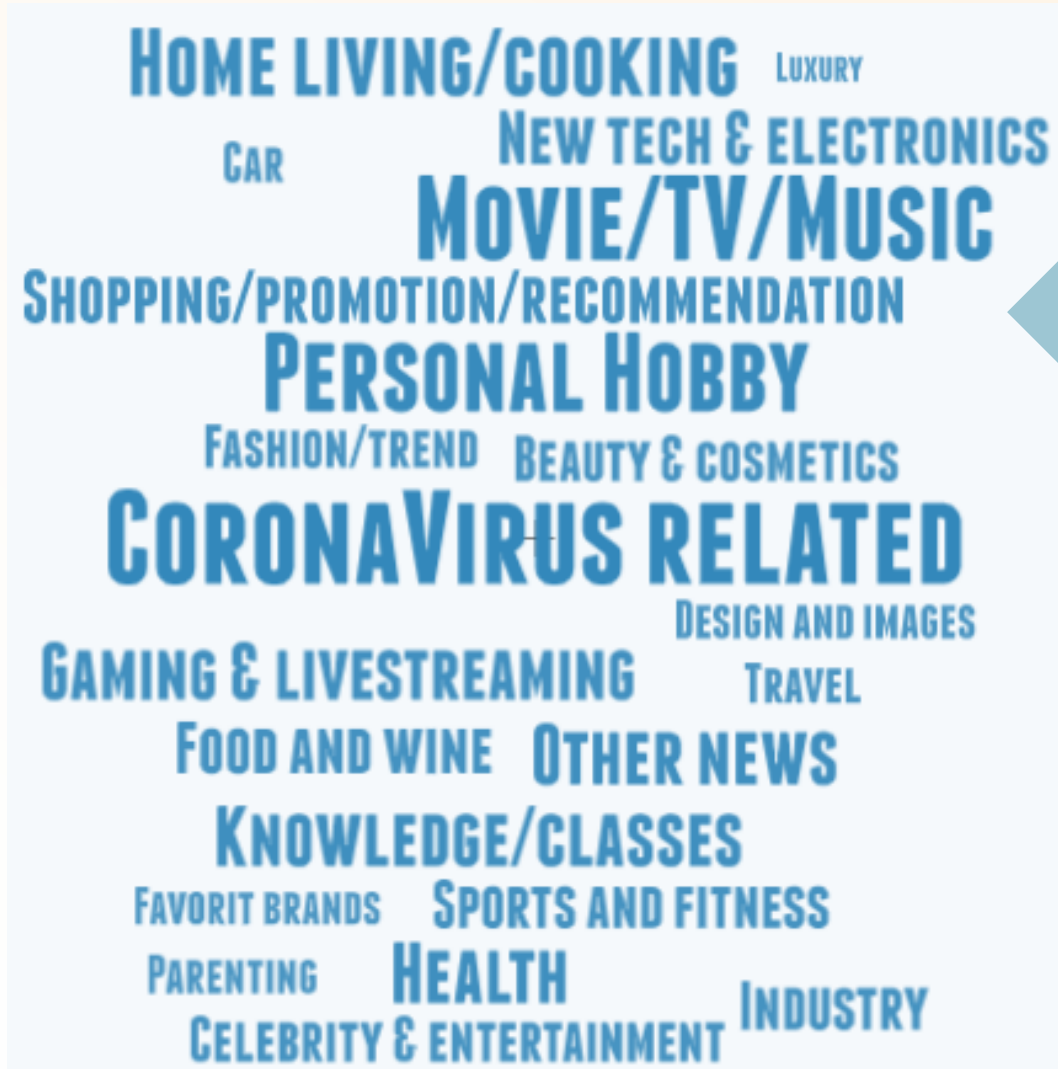 Home living/cooking Luxury
New tech & electronics
Car
Movie/TV/Music
Shopping/promotion/recommendation
Personal Hobby
Fashion/trend Beauty & cosmetics
CoronaVirus related
Design and images
Gaming & livestreaming Travel
Food and wine Other news
Knowledge/classes
Favorit brands Sports and fitness
Parenting Health Industry
Celebrity & entertainment